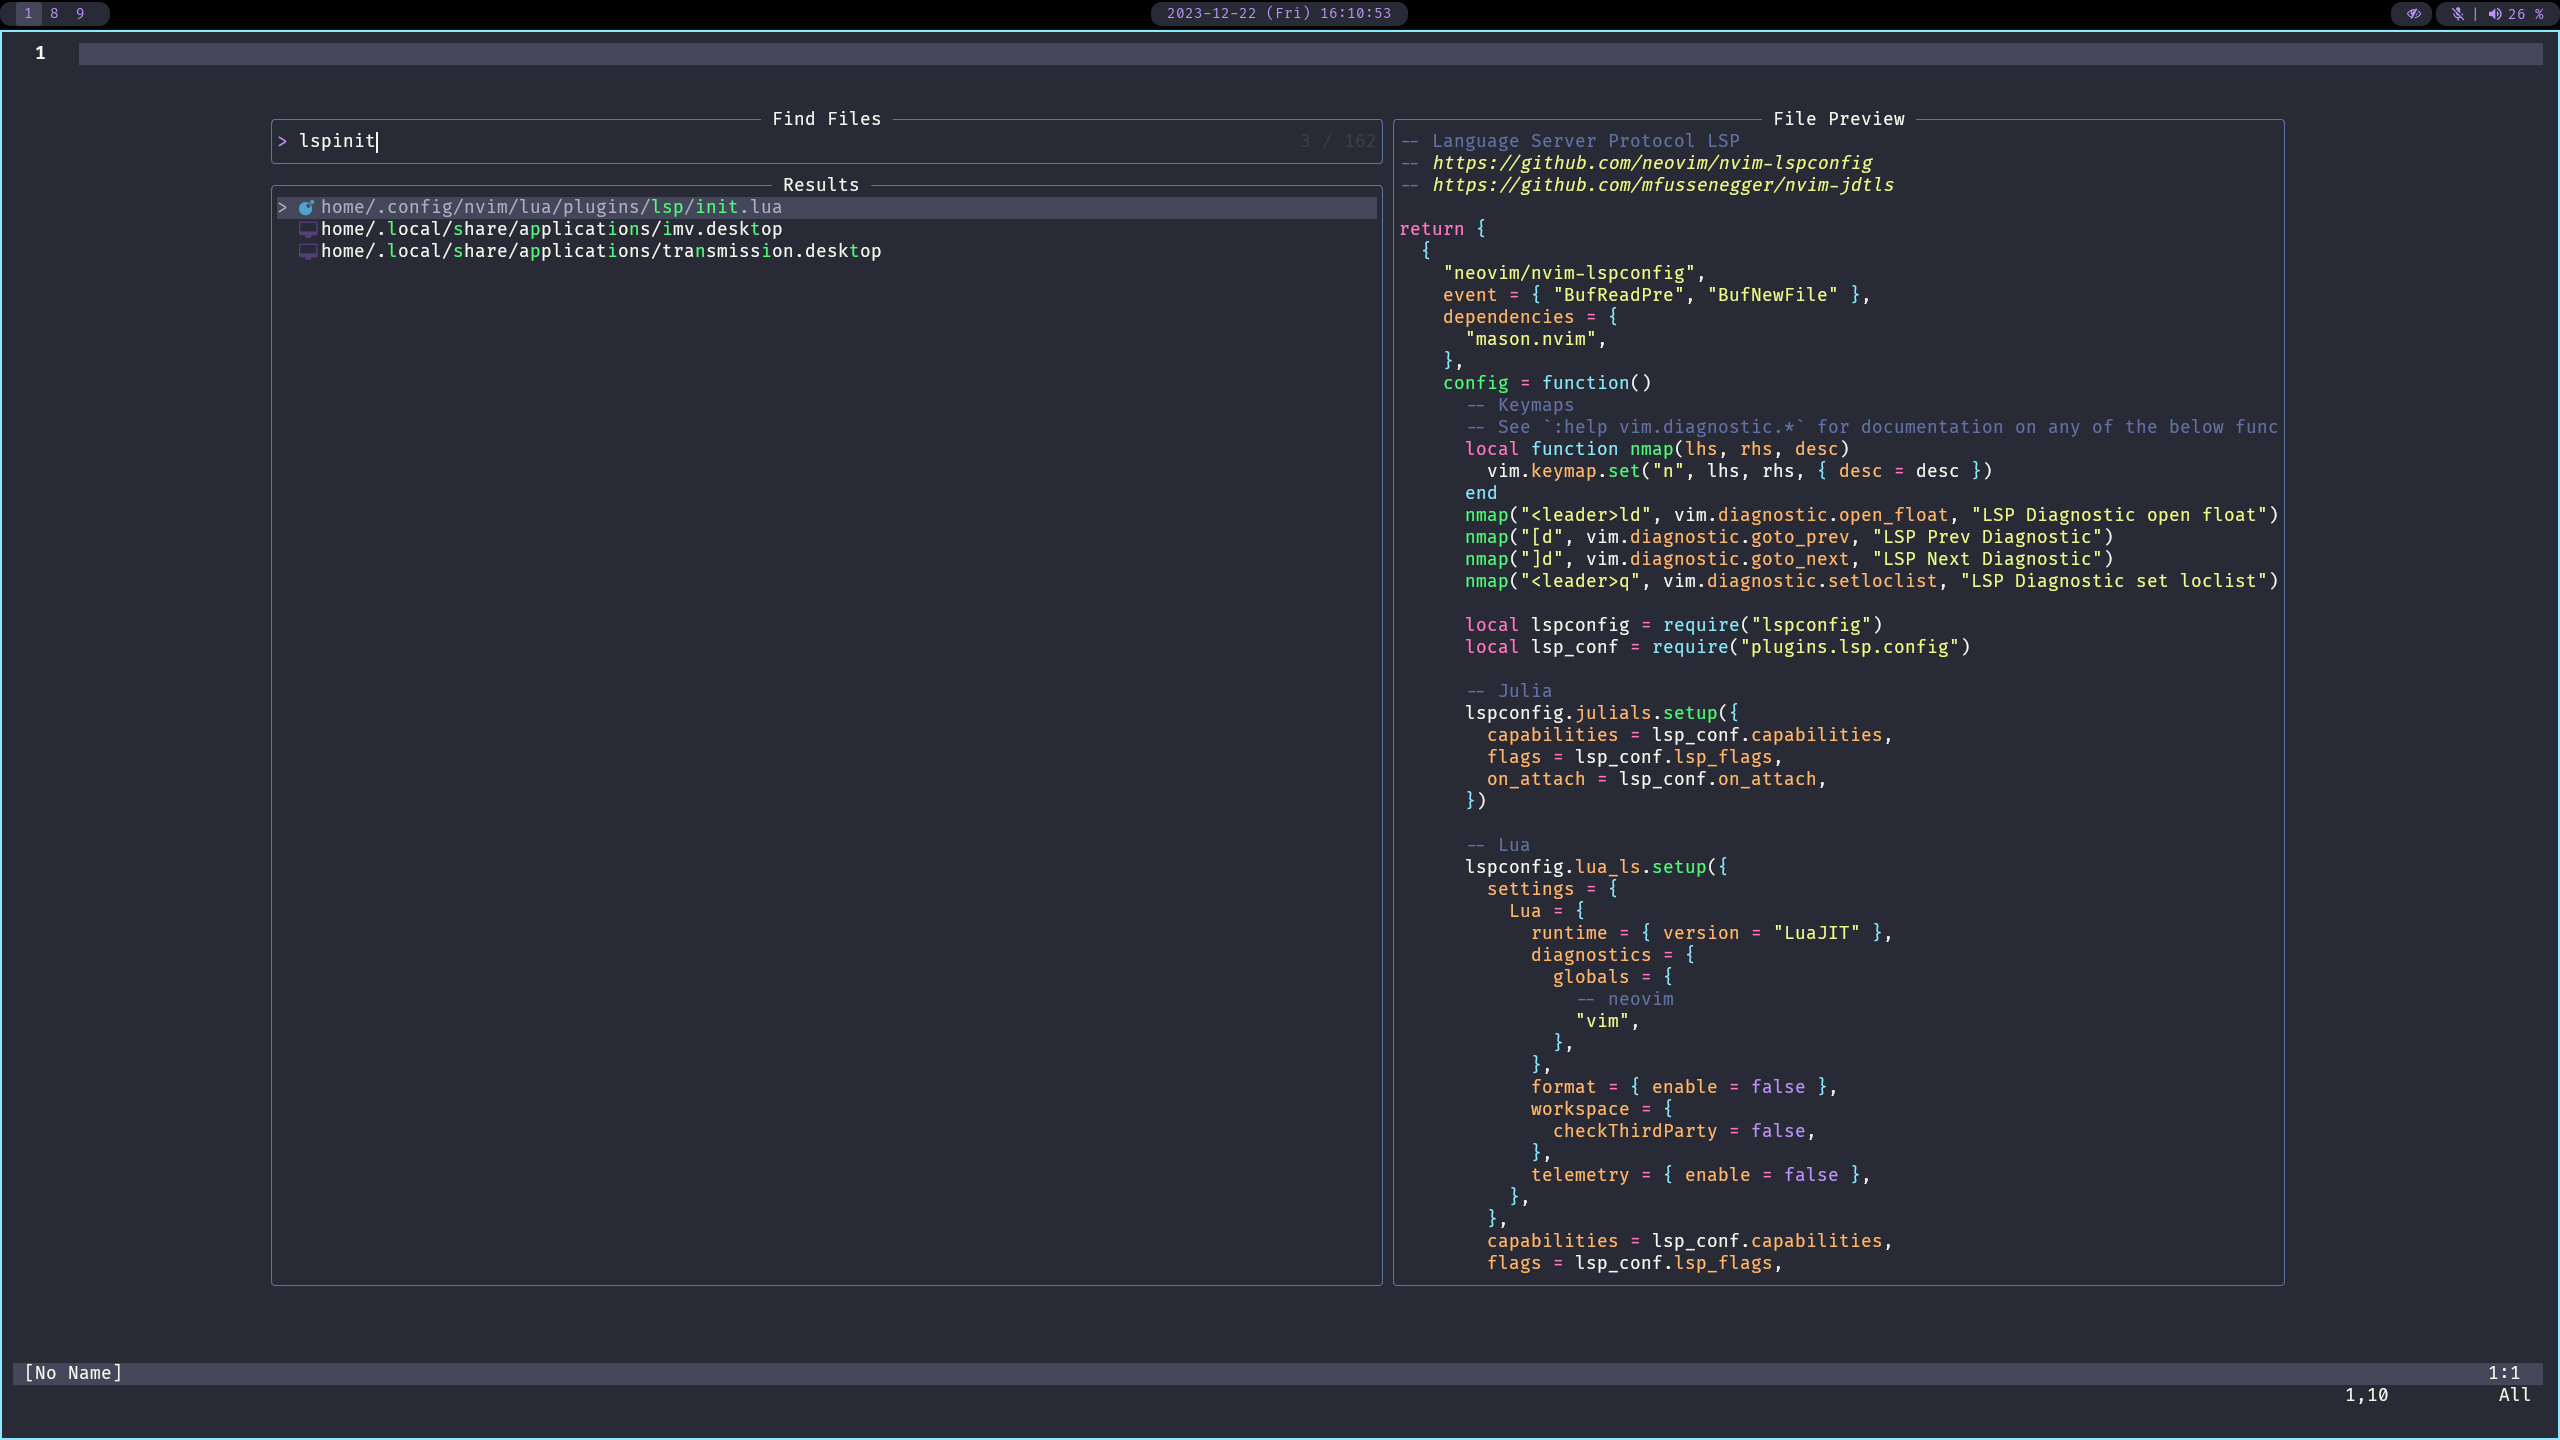 1 8 9
2023-12-22 (Fri) 16:10:53
| 26 %
1
Find Files
> lspinit
3 / 162
Results
> home/.config/nvim/lua/plugins/lsp/init.lua
home/.local/share/applications/imv.desktop
home/.local/share/applications/transmission.desktop
File Preview
-- Language Server Protocol LSP
-- https://github.com/neovim/nvim-lspconfig
-- https://github.com/mfussenegger/nvim-jdtls
return {
  {
    "neovim/nvim-lspconfig",
    event = { "BufReadPre", "BufNewFile" },
    dependencies = {
      "mason.nvim",
    },
    config = function()
      -- Keymaps
      -- See `:help vim.diagnostic.*` for documentation on any of the below func
      local function nmap(lhs, rhs, desc)
        vim.keymap.set("n", lhs, rhs, { desc = desc })
      end
      nmap("<leader>ld", vim.diagnostic.open_float, "LSP Diagnostic open float")
      nmap("[d", vim.diagnostic.goto_prev, "LSP Prev Diagnostic")
      nmap("]d", vim.diagnostic.goto_next, "LSP Next Diagnostic")
      nmap("<leader>q", vim.diagnostic.setloclist, "LSP Diagnostic set loclist")
      local lspconfig = require("lspconfig")
      local lsp_conf = require("plugins.lsp.config")
      -- Julia
      lspconfig.julials.setup({
        capabilities = lsp_conf.capabilities,
        flags = lsp_conf.lsp_flags,
        on_attach = lsp_conf.on_attach,
      })
      -- Lua
      lspconfig.lua_ls.setup({
        settings = {
          Lua = {
            runtime = { version = "LuaJIT" },
            diagnostics = {
              globals = {
                -- neovim
                "vim",
              },
            },
            format = { enable = false },
            workspace = {
              checkThirdParty = false,
            },
            telemetry = { enable = false },
          },
        },
        capabilities = lsp_conf.capabilities,
        flags = lsp_conf.lsp_flags,
[No Name]
1:1
1,10
All